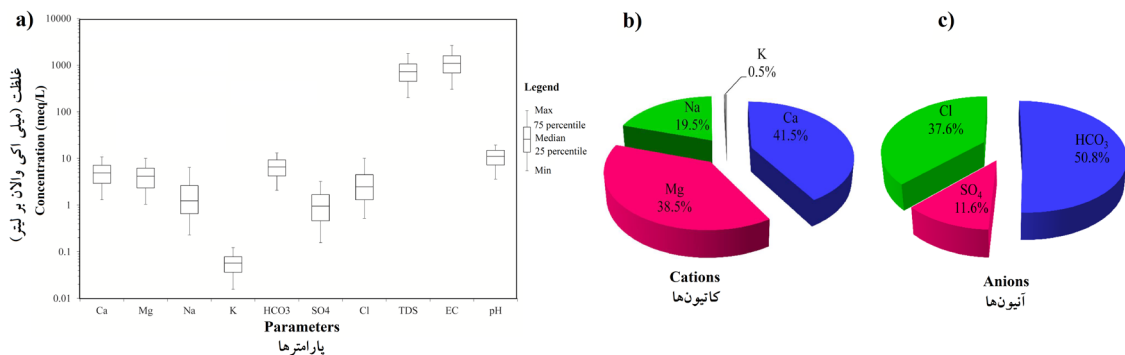 a)
غلظت (میلی اکی والان بر لیتر)
Concentration (meq/L)
10000
1000
100
10
1
0.1
0.01
Ca Mg Na K HCO3 SO4 Cl TDS EC pH
Parameters
پارامترها
Legend
Max
75 percentile
Median
25 percentile
Min
b)
K
0.5%
Na
19.5%
Ca
41.5%
Mg
38.5%
Cations
کاتیون‌ها
c)
Cl
37.6%
HCO₃
50.8%
SO₄
11.6%
Anions
آنیون‌ها